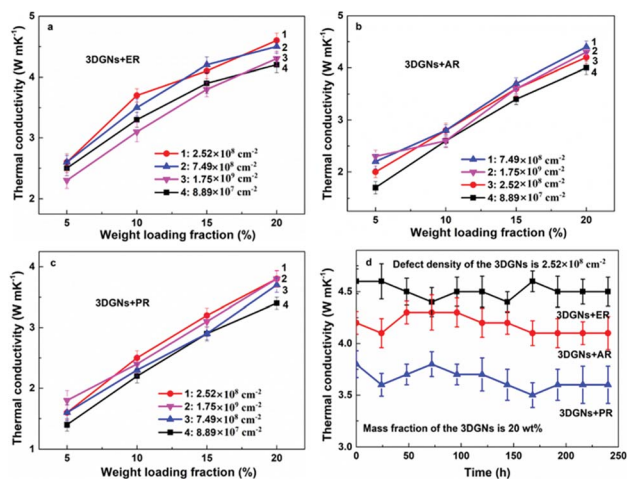 a
3DGNs+ER
Thermal conductivity (W mK⁻¹)
4
3
2
5
10
15
20
Weight loading fraction (%)
1
2
3
4
1: 2.52×10⁸ cm⁻²
2: 7.49×10⁸ cm⁻²
3: 1.75×10⁹ cm⁻²
4: 8.89×10⁷ cm⁻²
b
3DGNs+AR
Thermal conductivity (W mK⁻¹)
4
3
2
5
10
15
20
Weight loading fraction (%)
1
2
3
4
1: 7.49×10⁸ cm⁻²
2: 1.75×10⁹ cm⁻²
3: 2.52×10⁸ cm⁻²
4: 8.89×10⁷ cm⁻²
c
3DGNs+PR
Thermal conductivity (W mK⁻¹)
4
3
2
1
5
10
15
20
Weight loading fraction (%)
1
2
3
4
1: 2.52×10⁸ cm⁻²
2: 1.75×10⁹ cm⁻²
3: 7.49×10⁸ cm⁻²
4: 8.89×10⁷ cm⁻²
d
Defect density of the 3DGNs is 2.52×10⁸ cm⁻²
Thermal conductivity (W mK⁻¹)
4.5
4.0
3.5
3.0
3DGNs+ER
3DGNs+AR
3DGNs+PR
Mass fraction of the 3DGNs is 20 wt%
0
50
100
150
200
250
Time (h)